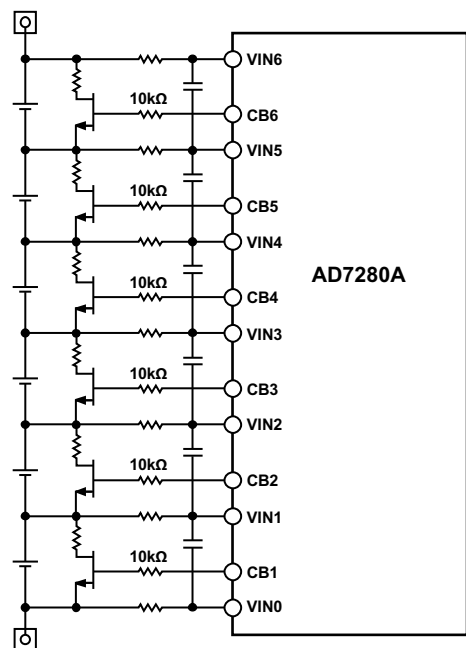 VIN6
10kΩ
CB6
VIN5
10kΩ
CB5
VIN4
AD7280A
10kΩ
CB4
VIN3
10kΩ
CB3
VIN2
10kΩ
CB2
VIN1
10kΩ
CB1
VIN0